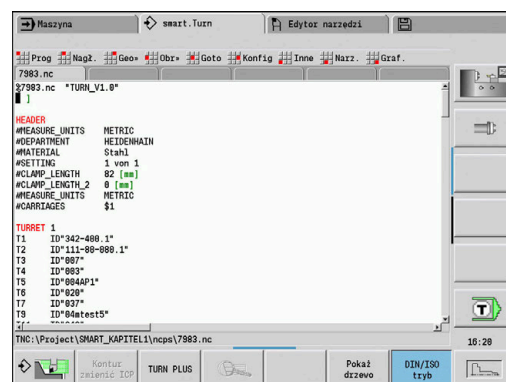 Maszyna smart.Turn Edytor narzędzi
Prog Nagł. Geo» Obr» Goto Konfig Inne Narz. Graf.
7983.nc
%7983.nc "TURN_V1.0"
[ ]
HEADER
#MEASURE_UNITS METRIC
#DEPARTMENT HEIDENHAIN
#MATERIAL Stahl
#SETTING 1 von 1
#CLAMP_LENGTH 82 [mm]
#CLAMP_LENGTH_2 0 [mm]
#MEASURE_UNITS METRIC
#CARRIAGES $1
TURRET 1
T1 ID"342-400.1"
T2 ID"111-80-080.1"
T3 ID"007"
T4 ID"003"
T5 ID"004AP1"
T6 ID"020"
T7 ID"037"
T9 ID"04mtest5"
TNC:\Project\SMART_KAPITEL1\ncps\7983.nc
16:20
Kontur zmienić ICP
TURN PLUS
Pokaż drzewo
DIN/ISO tryb